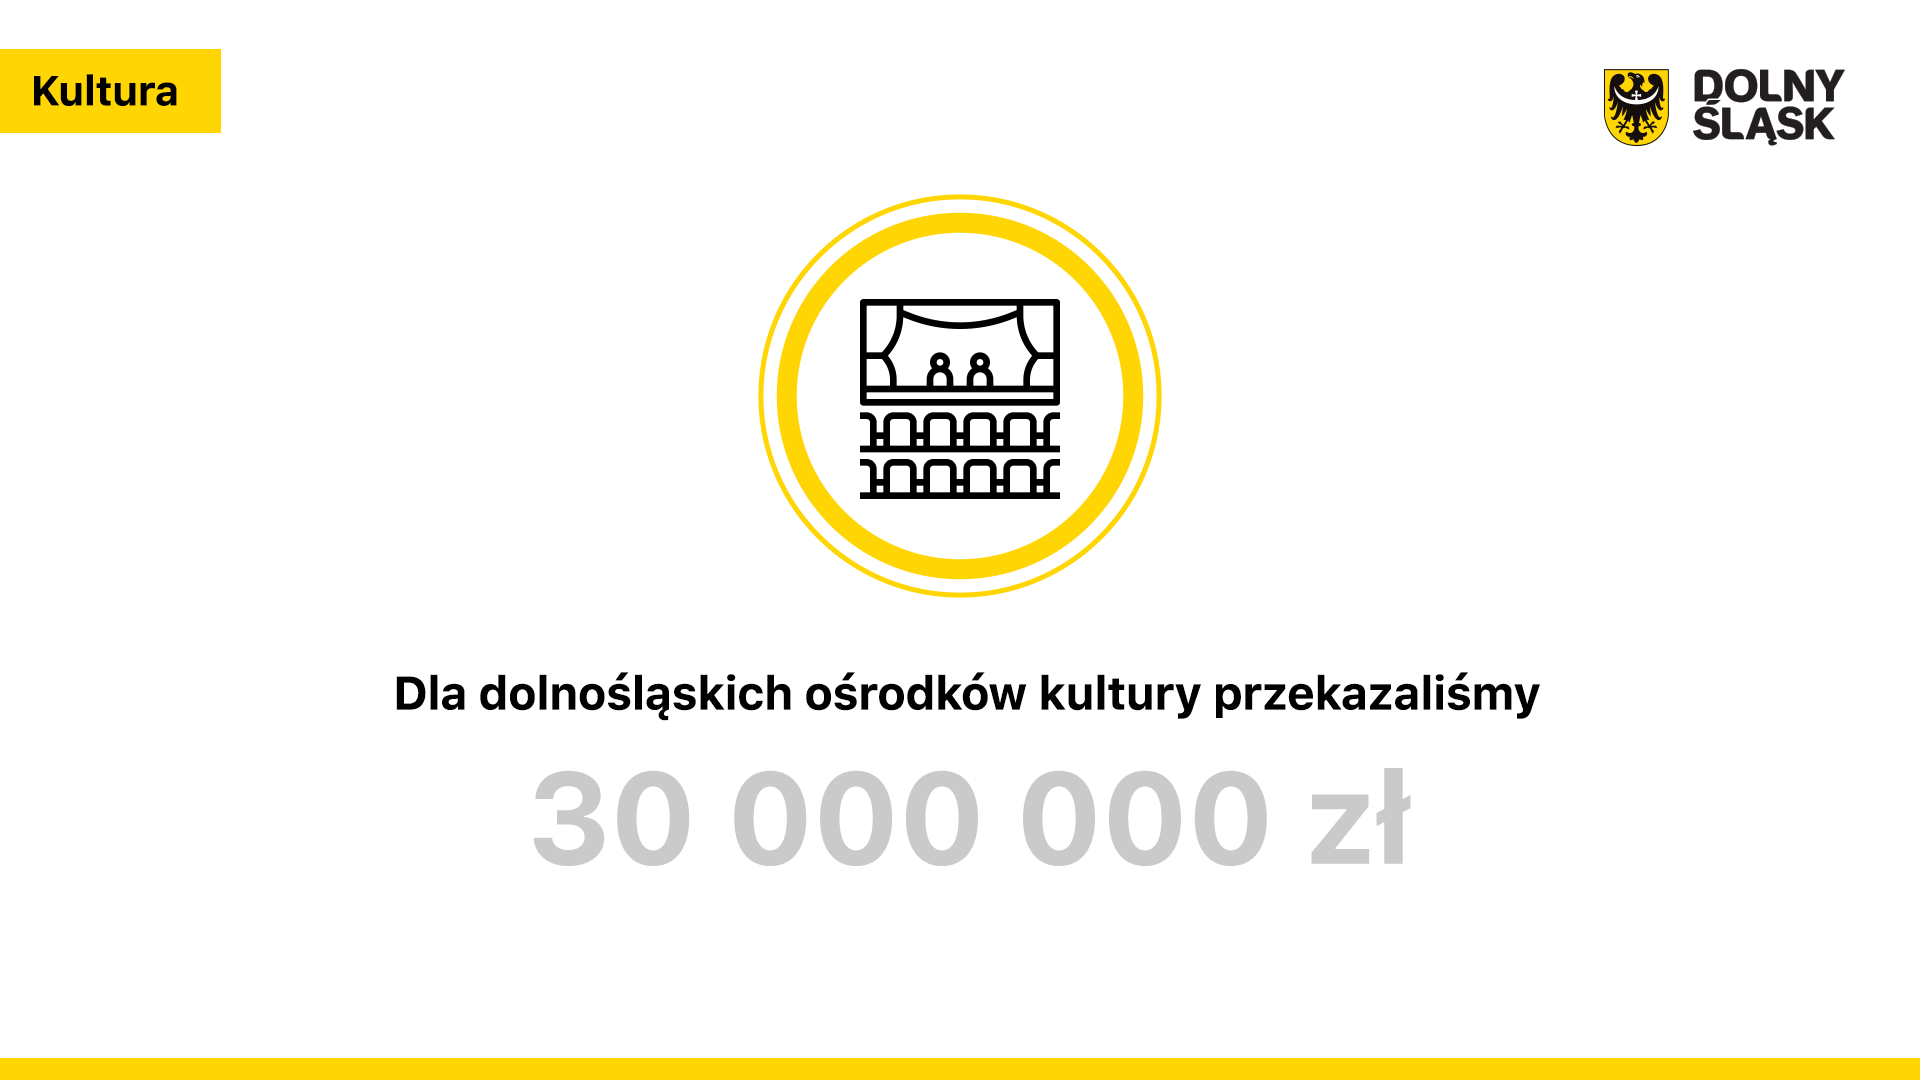 Kultura
DOLNY
ŚLĄSK
Dla dolnośląskich ośrodków kultury przekazaliśmy
30 000 000 zł